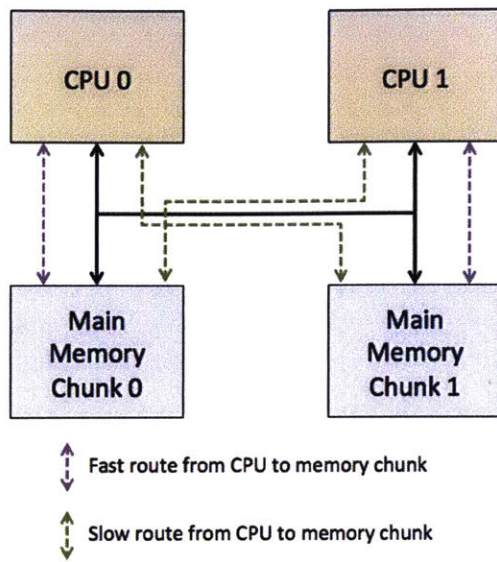 CPU 0
CPU 1
Main
Memory
Chunk 0
Main
Memory
Chunk 1
Fast route from CPU to memory chunk
Slow route from CPU to memory chunk